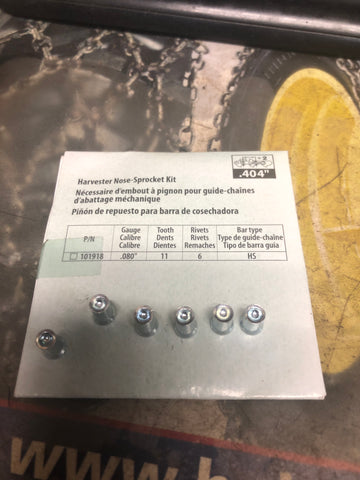 .404"
Harvester Nose-Sprocket Kit
Nécessaire d'embout à pignon pour guide-chaînes
d'abattage mécanique
Piñón de repuesto para barra de cosechadora
P/N
Gauge Tooth Rivets Bar type
Calibre Dents Rivets Type de guide-chaîne
Calibre Dientes Remaches Tipo de barra guia
101918 .080" 11 6 HS